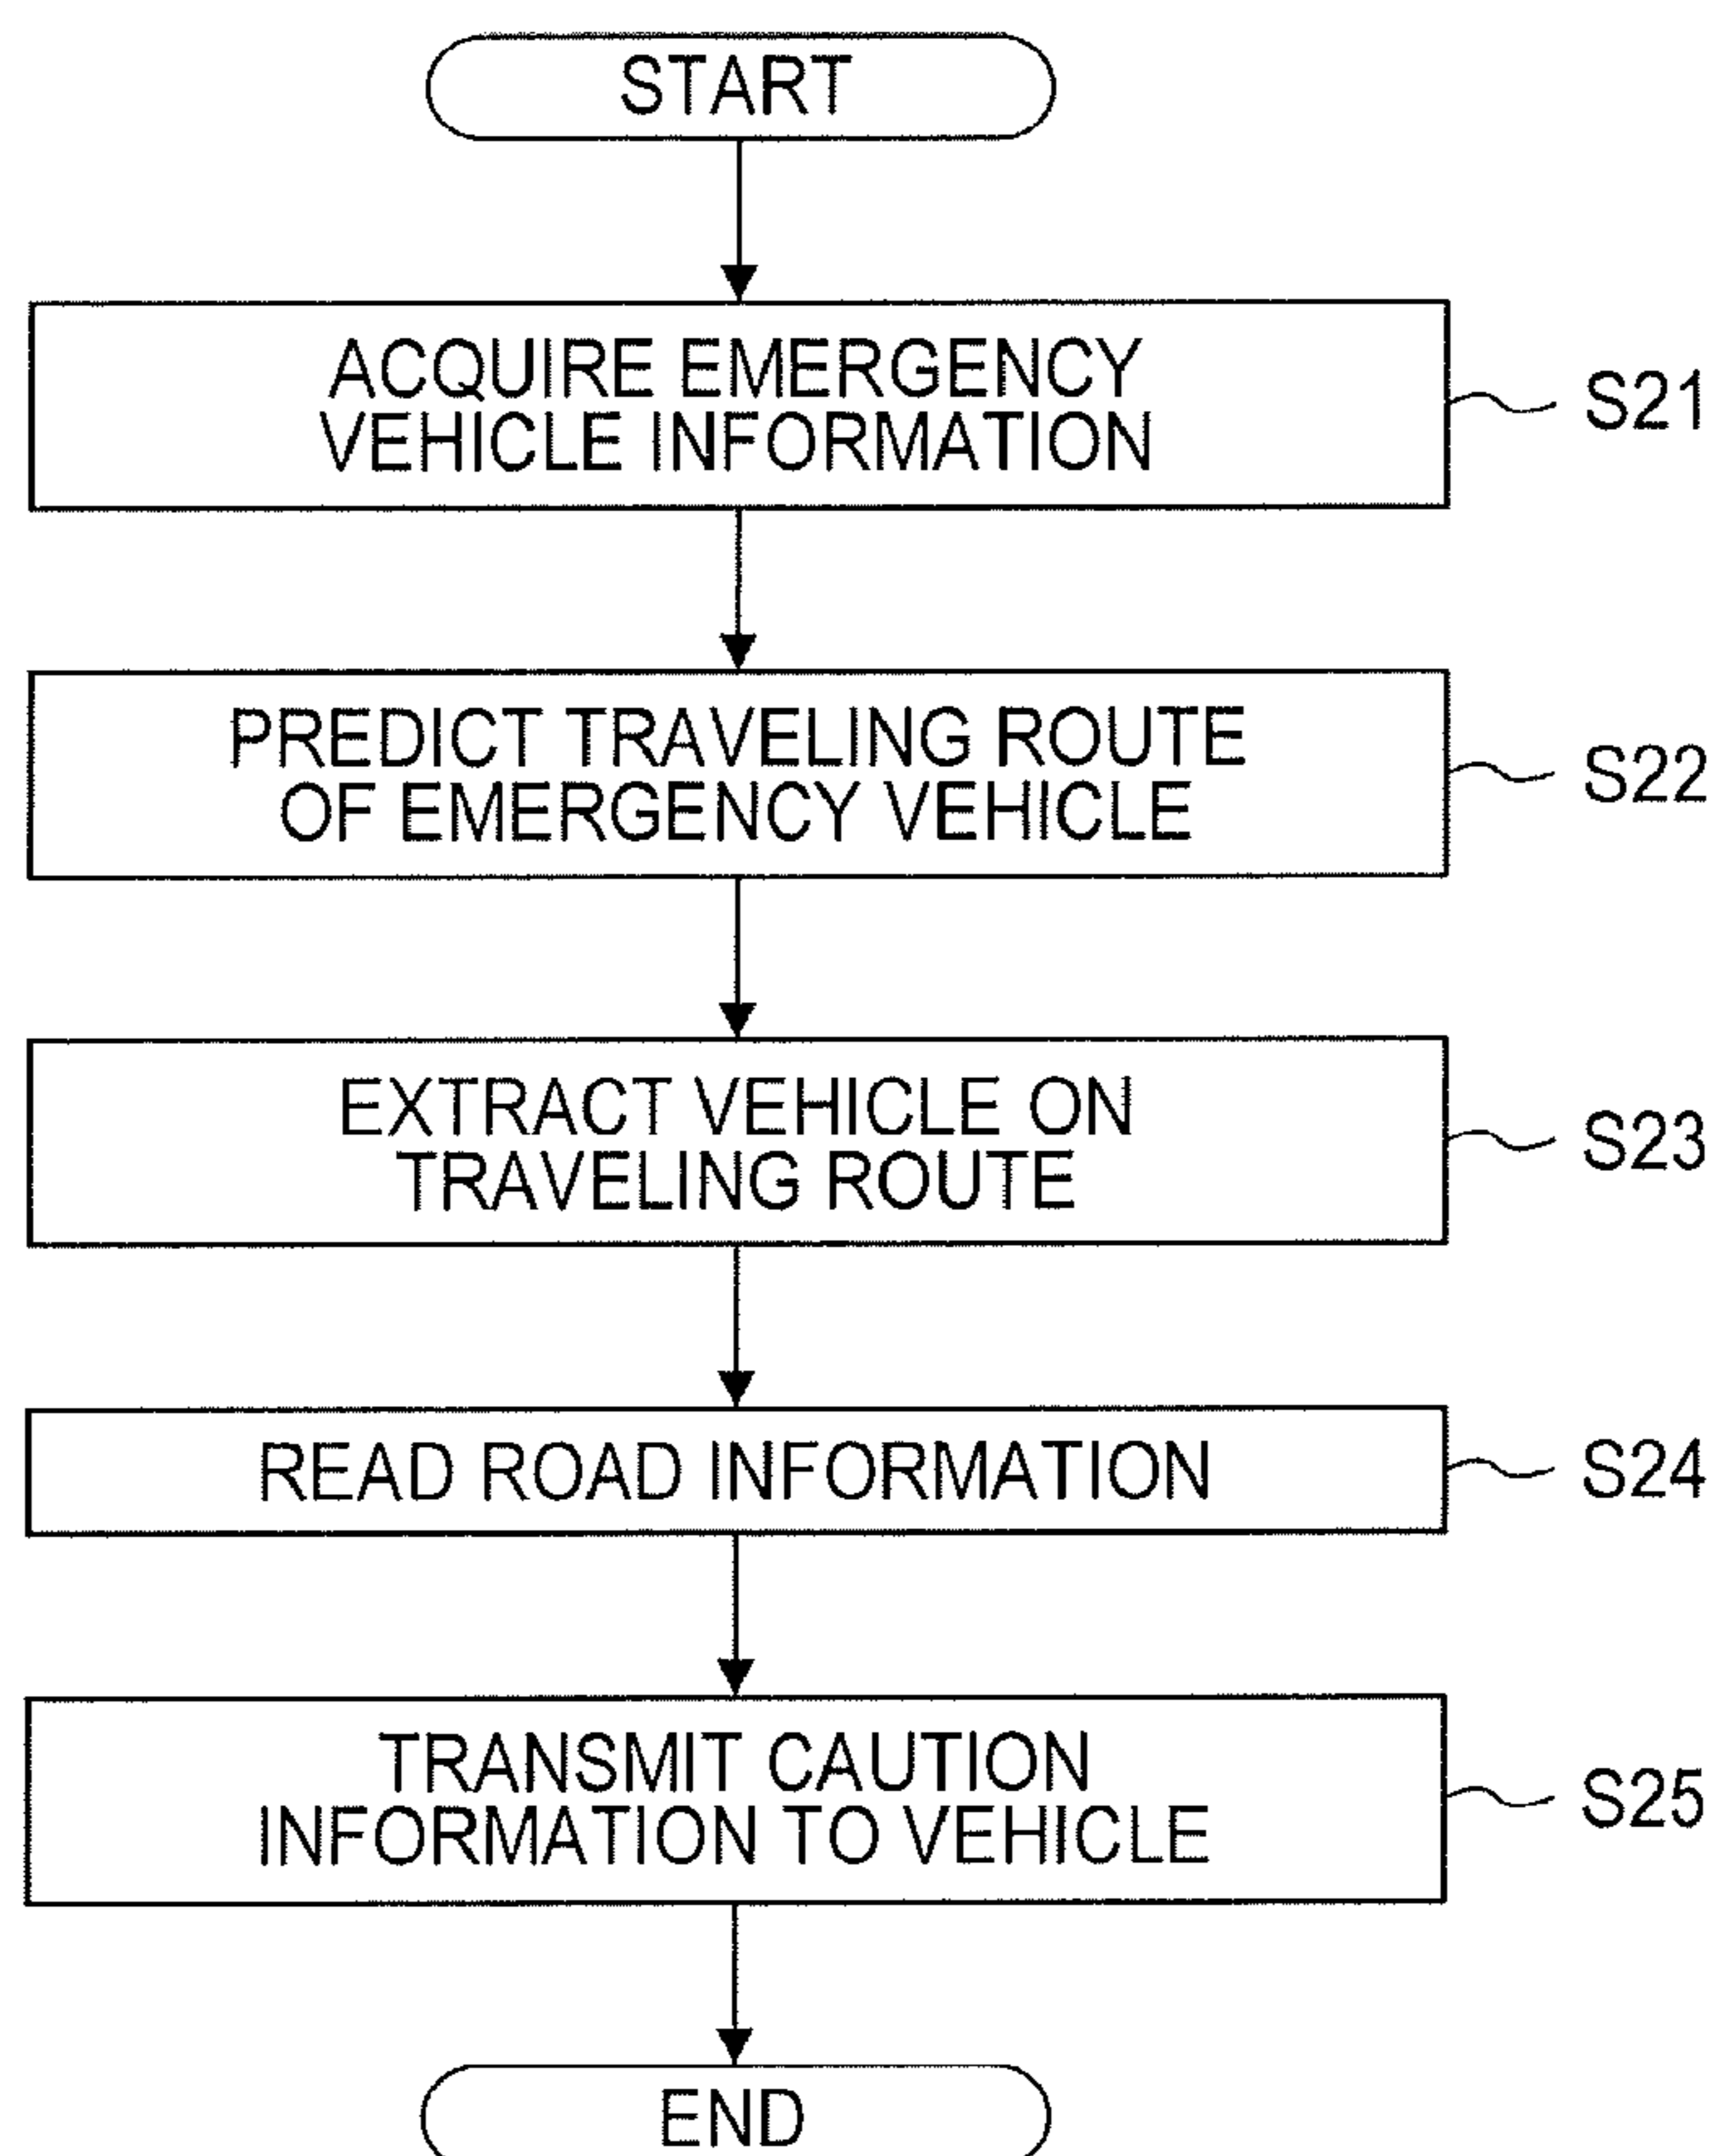 START
ACQUIRE EMERGENCY
VEHICLE INFORMATION
S21
PREDICT TRAVELING ROUTE
OF EMERGENCY VEHICLE
S22
EXTRACT VEHICLE ON
TRAVELING ROUTE
S23
READ ROAD INFORMATION
S24
TRANSMIT CAUTION
INFORMATION TO VEHICLE
S25
END